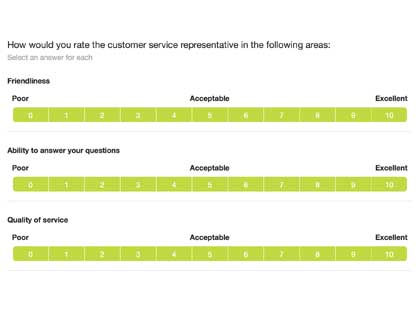 How would you rate the customer service representative in the following areas:
Select an answer for each
Friendliness
Poor Acceptable Excellent
0 1 2 3 4 5 6 7 8 9 10
Ability to answer your questions
Poor Acceptable Excellent
0 1 2 3 4 5 6 7 8 9 10
Quality of service
Poor Acceptable Excellent
0 1 2 3 4 5 6 7 8 9 10